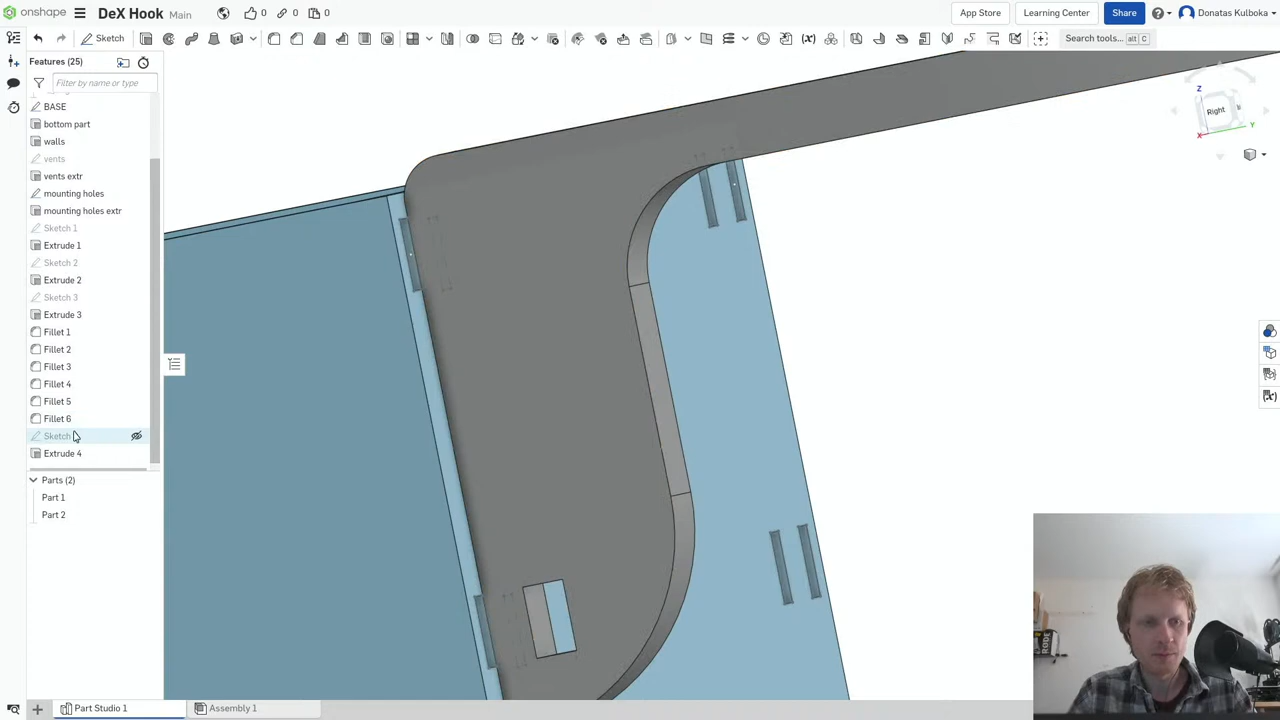 onshape DeX Hook Main 0 0 0 App Store Learning Center Share Donatas Kulboka
Sketch Search tools... alt C
Features (25)
Filter by name or type
BASE
bottom part
walls
vents
vents extr
mounting holes
mounting holes extr
Sketch 1
Extrude 1
Sketch 2
Extrude 2
Sketch 3
Extrude 3
Fillet 1
Fillet 2
Fillet 3
Fillet 4
Fillet 5
Fillet 6
Sketch
Extrude 4
Parts (2)
Part 1
Part 2
Z
Right
X
Y
RODE
Part Studio 1 Assembly 1